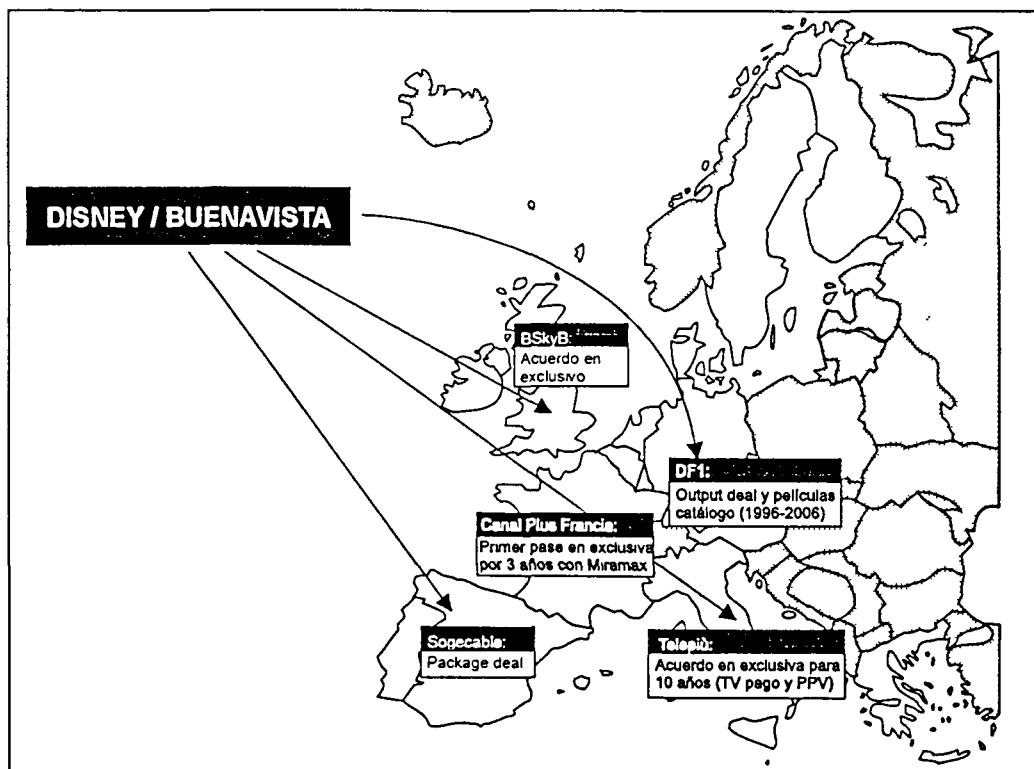 DISNEY / BUENAVISTA
BSkyB:
Acuerdo en
exclusivo
DF1:
Output deal y películas
catálogo (1996-2006)
Canal Plus Francia:
Primer pase en exclusiva
por 3 años con Miramax
Sogecable:
Package deal
Telepiù:
Acuerdo en exclusiva para
10 años (TV pago y PPV)